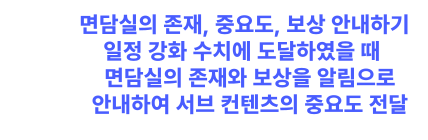 면담실의 존재, 중요도, 보상 안내하기
일정 강화 수치에 도달하였을 때
면담실의 존재와 보상을 알림으로
안내하여 서브 컨텐츠의 중요도 전달